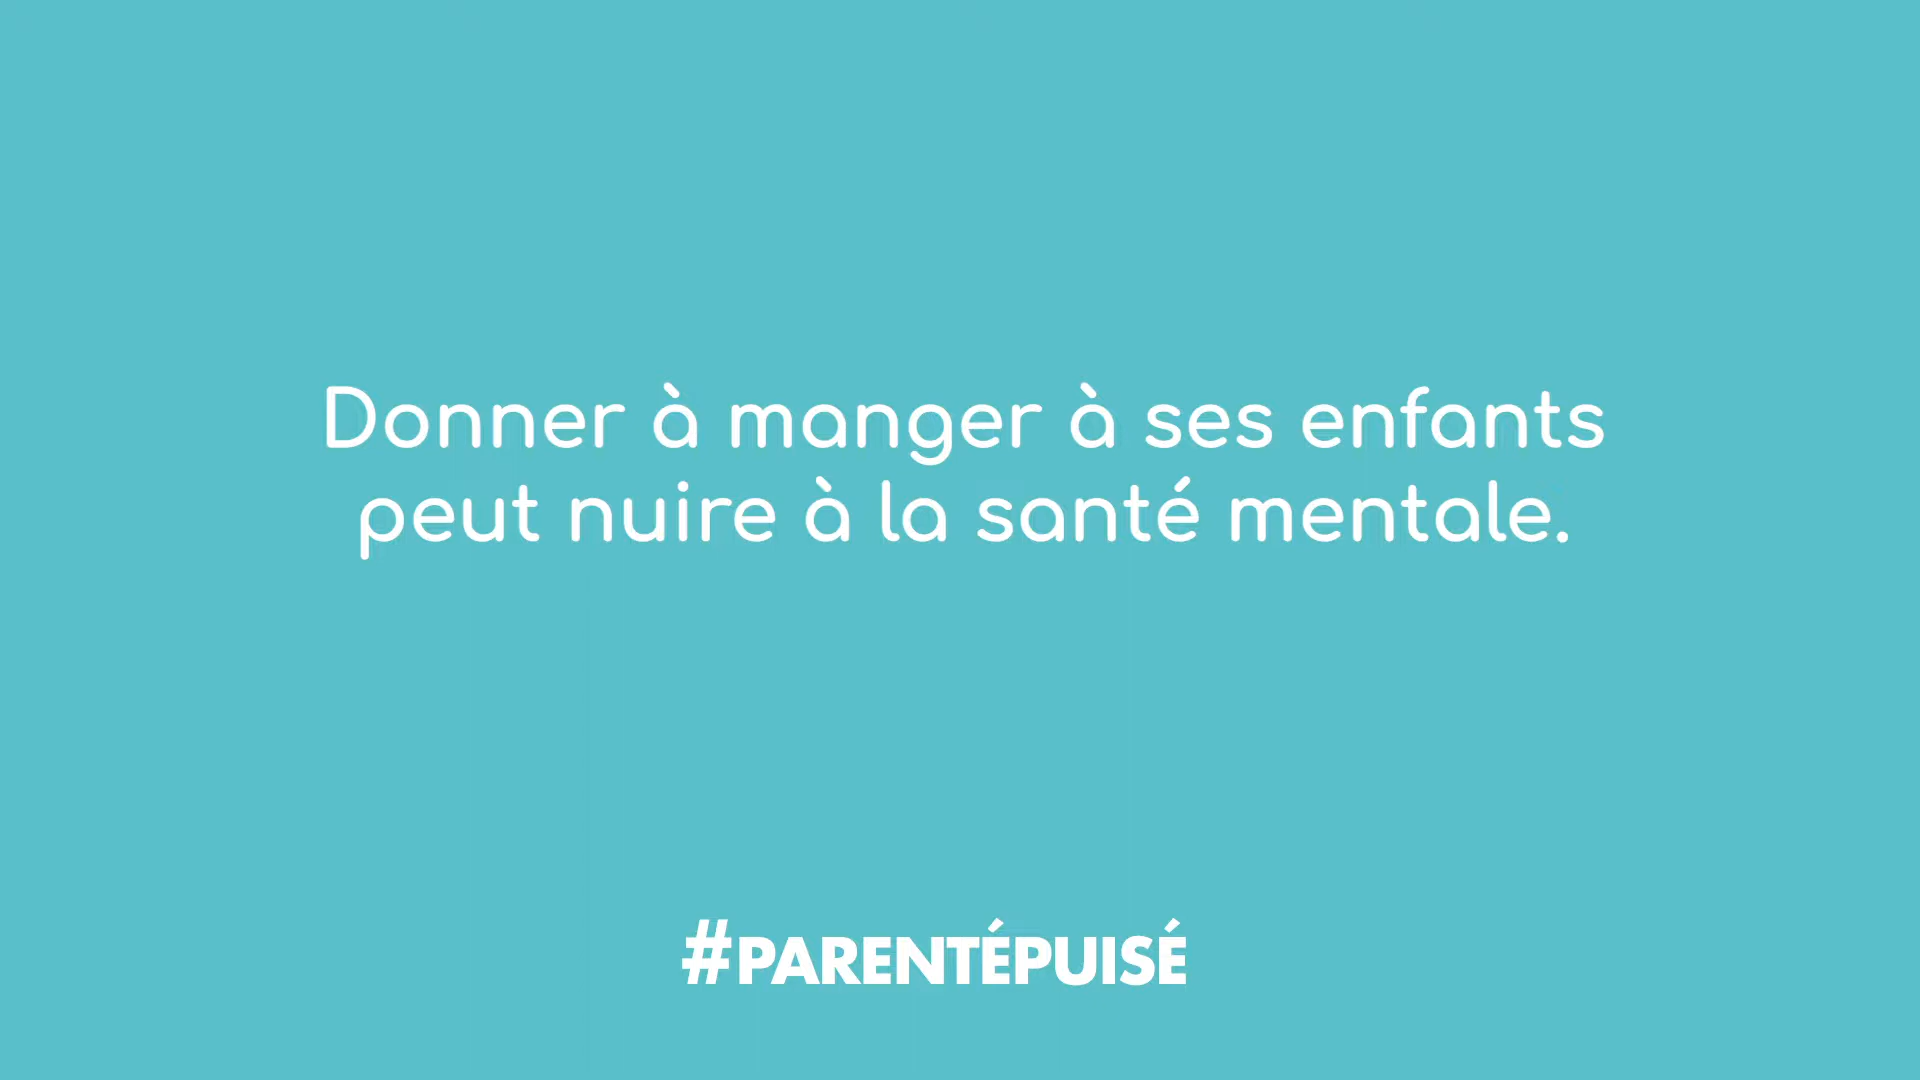 Donner à manger à ses enfants
peut nuire à la santé mentale.
#PARENTÉPUISÉ